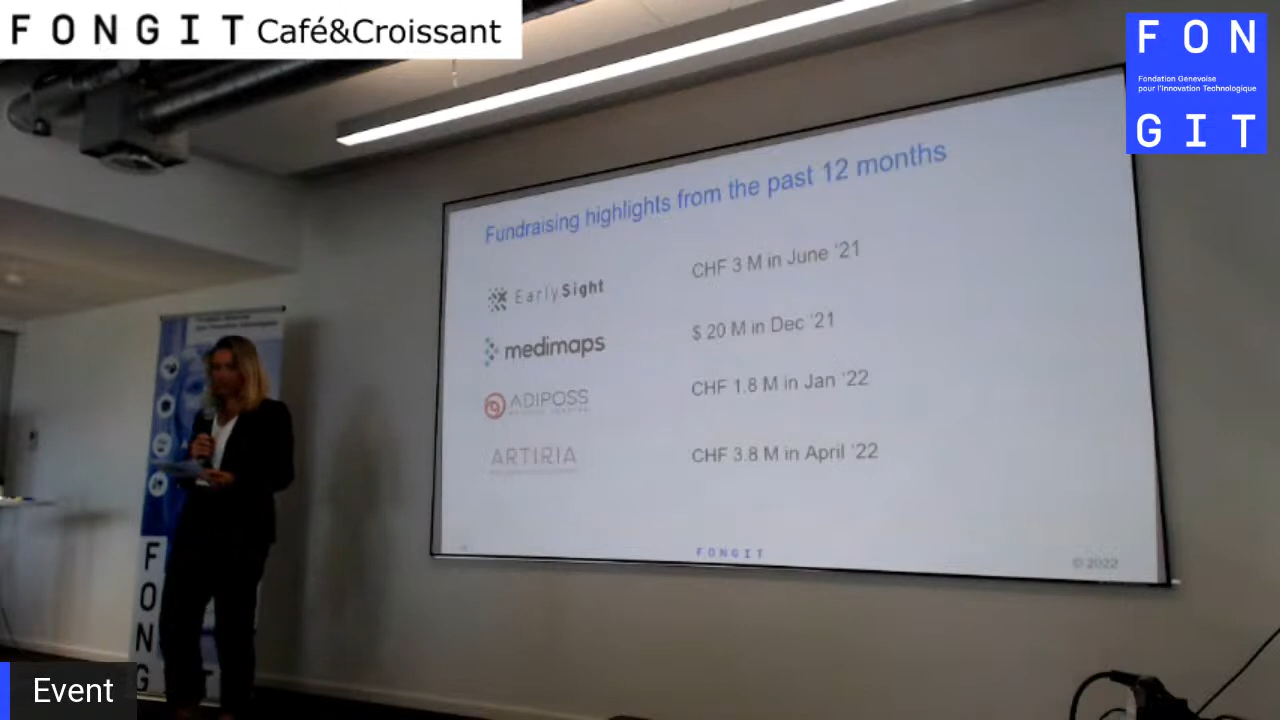 FONGIT Café&Croissant
FON
Fondation Genevoise
pour l'Innovation Technologique
GIT
Fundraising highlights from the past 12 months
EarlySight
CHF 3 M in June '21
medimaps
$ 20 M in Dec '21
ADIPOSS
CHF 1.8 M in Jan '22
ARTIRIA
CHF 3.8 M in April '22
FONGIT
© 2022
F
O
N
G
T
Event